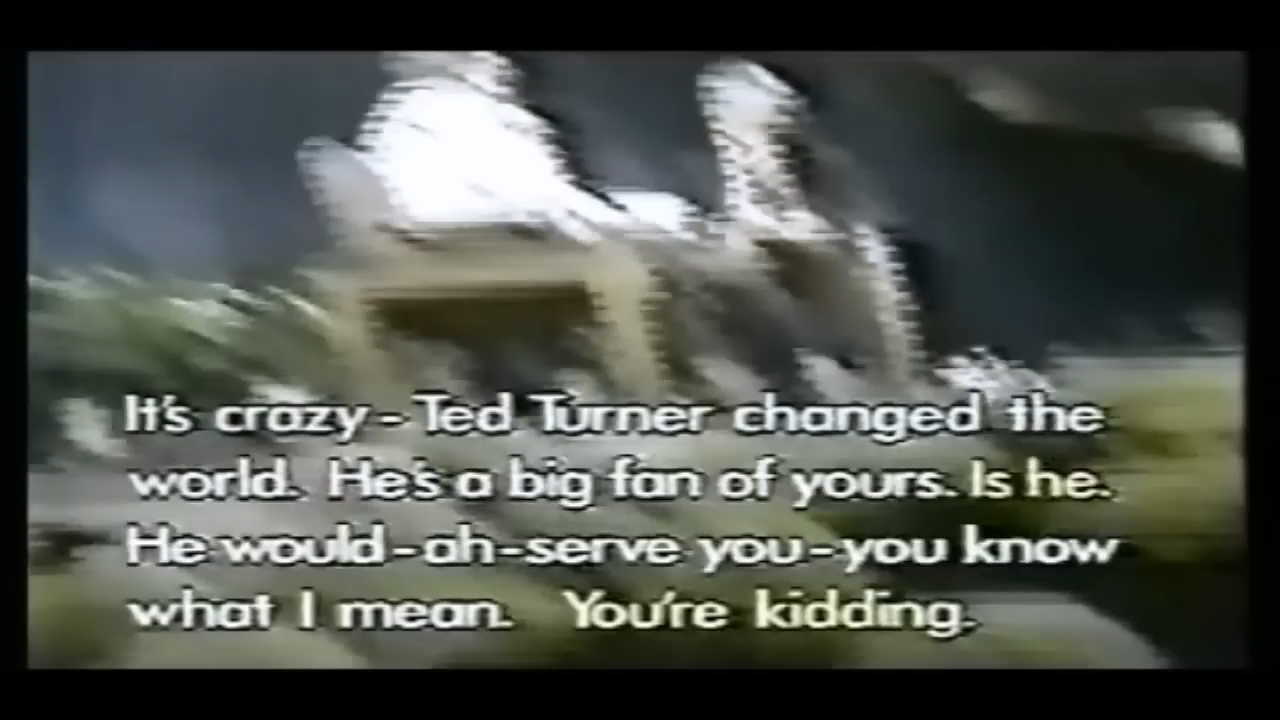 It's crazy - Ted Turner changed the
world. He's a big fan of yours. Is he.
He would-ah-serve you-you know
what I mean. You're kidding.